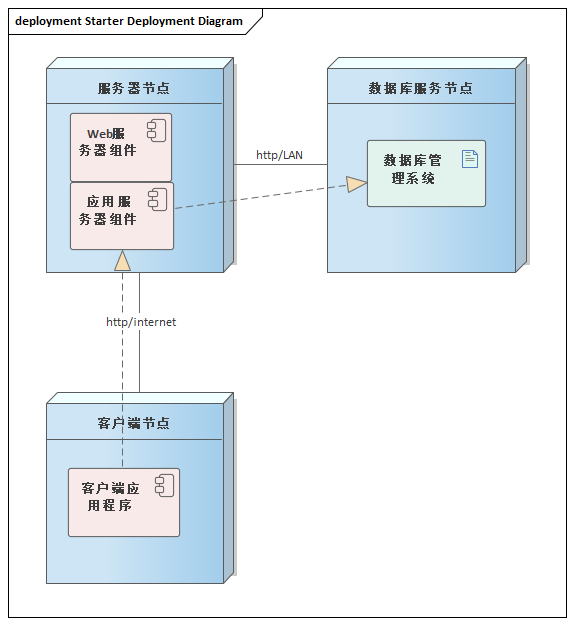 deployment Starter Deployment Diagram
服务器节点
Web服
务器组件
应用服
务器组件
http/LAN
数据库服务节点
数据库管
理系统
http/internet
客户端节点
客户端应
用程序